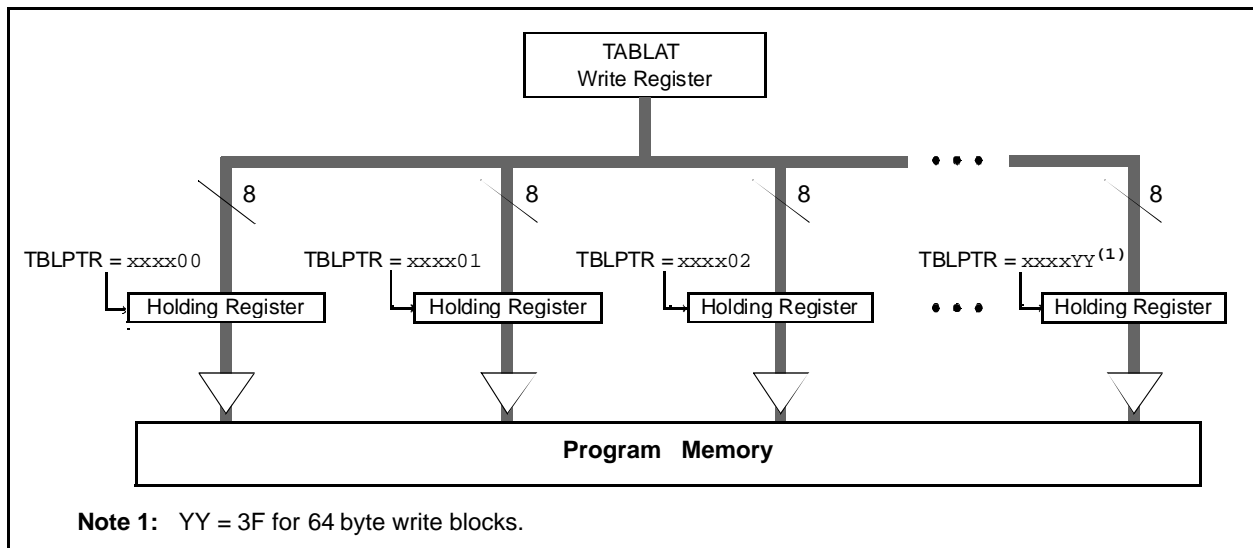 TABLAT
Write Register
8 8 8 8
TBLPTR = xxxx00 TBLPTR = xxxx01 TBLPTR = xxxx02 TBLPTR = xxxxYY(1)
Holding Register Holding Register Holding Register Holding Register
Program Memory
Note 1: YY = 3F for 64 byte write blocks.